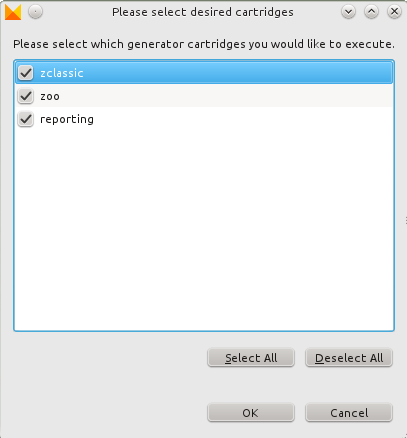 Please select desired cartridges
Please select which generator cartridges you would like to execute.
zclassic
zoo
reporting
Select All Deselect All
OK Cancel